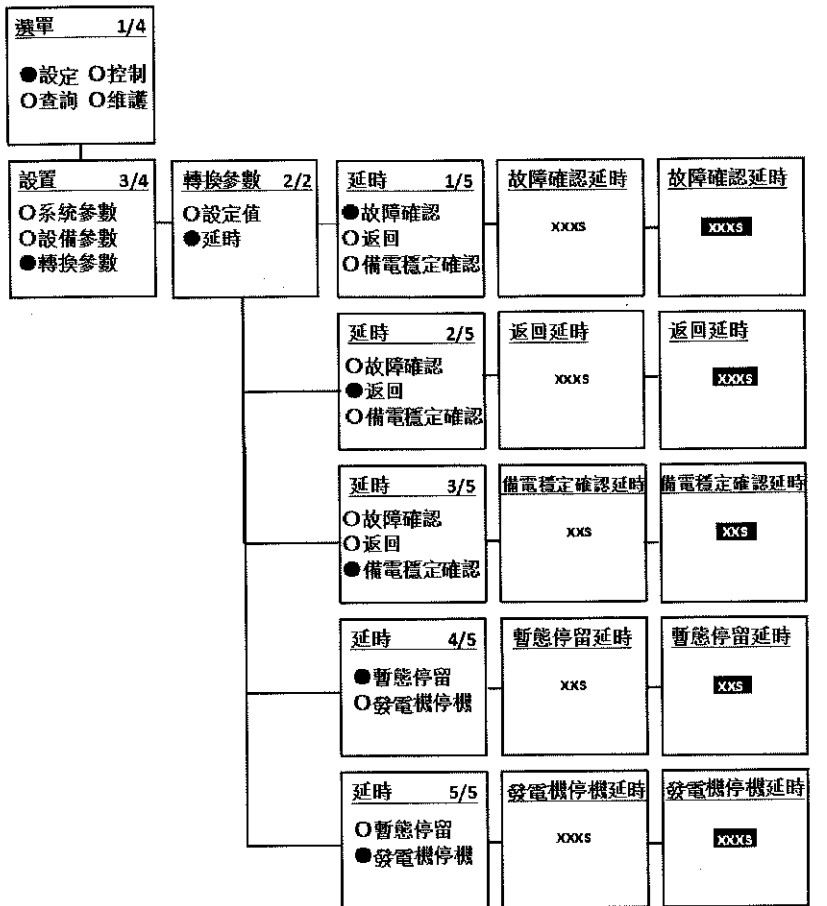 選單 1/4
●設定 O控制
O查詢 O维護
設置 3/4
O系統參數
O設備參數
●轉換參數
轉換參數 2/2
O設定值
●延時
延時 1/5
●故障確認
O返回
O備電穩定確認
故障確認延時
XXXS
故障確認延時
XXXS
延時 2/5
O故障確認
●返回
O備電穩定確認
返回延時
XXXS
返回延時
XXXS
延時 3/5
O故障確認
O返回
●備電穩定確認
備電穩定確認延時
XXS
備電穩定確認延時
XXS
延時 4/5
●暫態停留
O發電機停機
暫態停留延時
XXS
暫態停留延時
XXS
延時 5/5
O暫態停留
●發電機停機
發電機停機延時
XXXS
發電機停機延時
XXXS